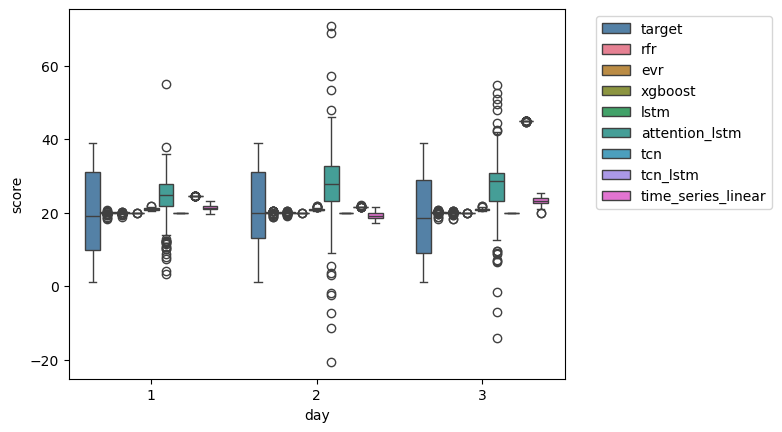 60
40
20
0
−20
score
1
2
3
day
target
rfr
evr
xgboost
lstm
attention_lstm
tcn
tcn_lstm
time_series_linear